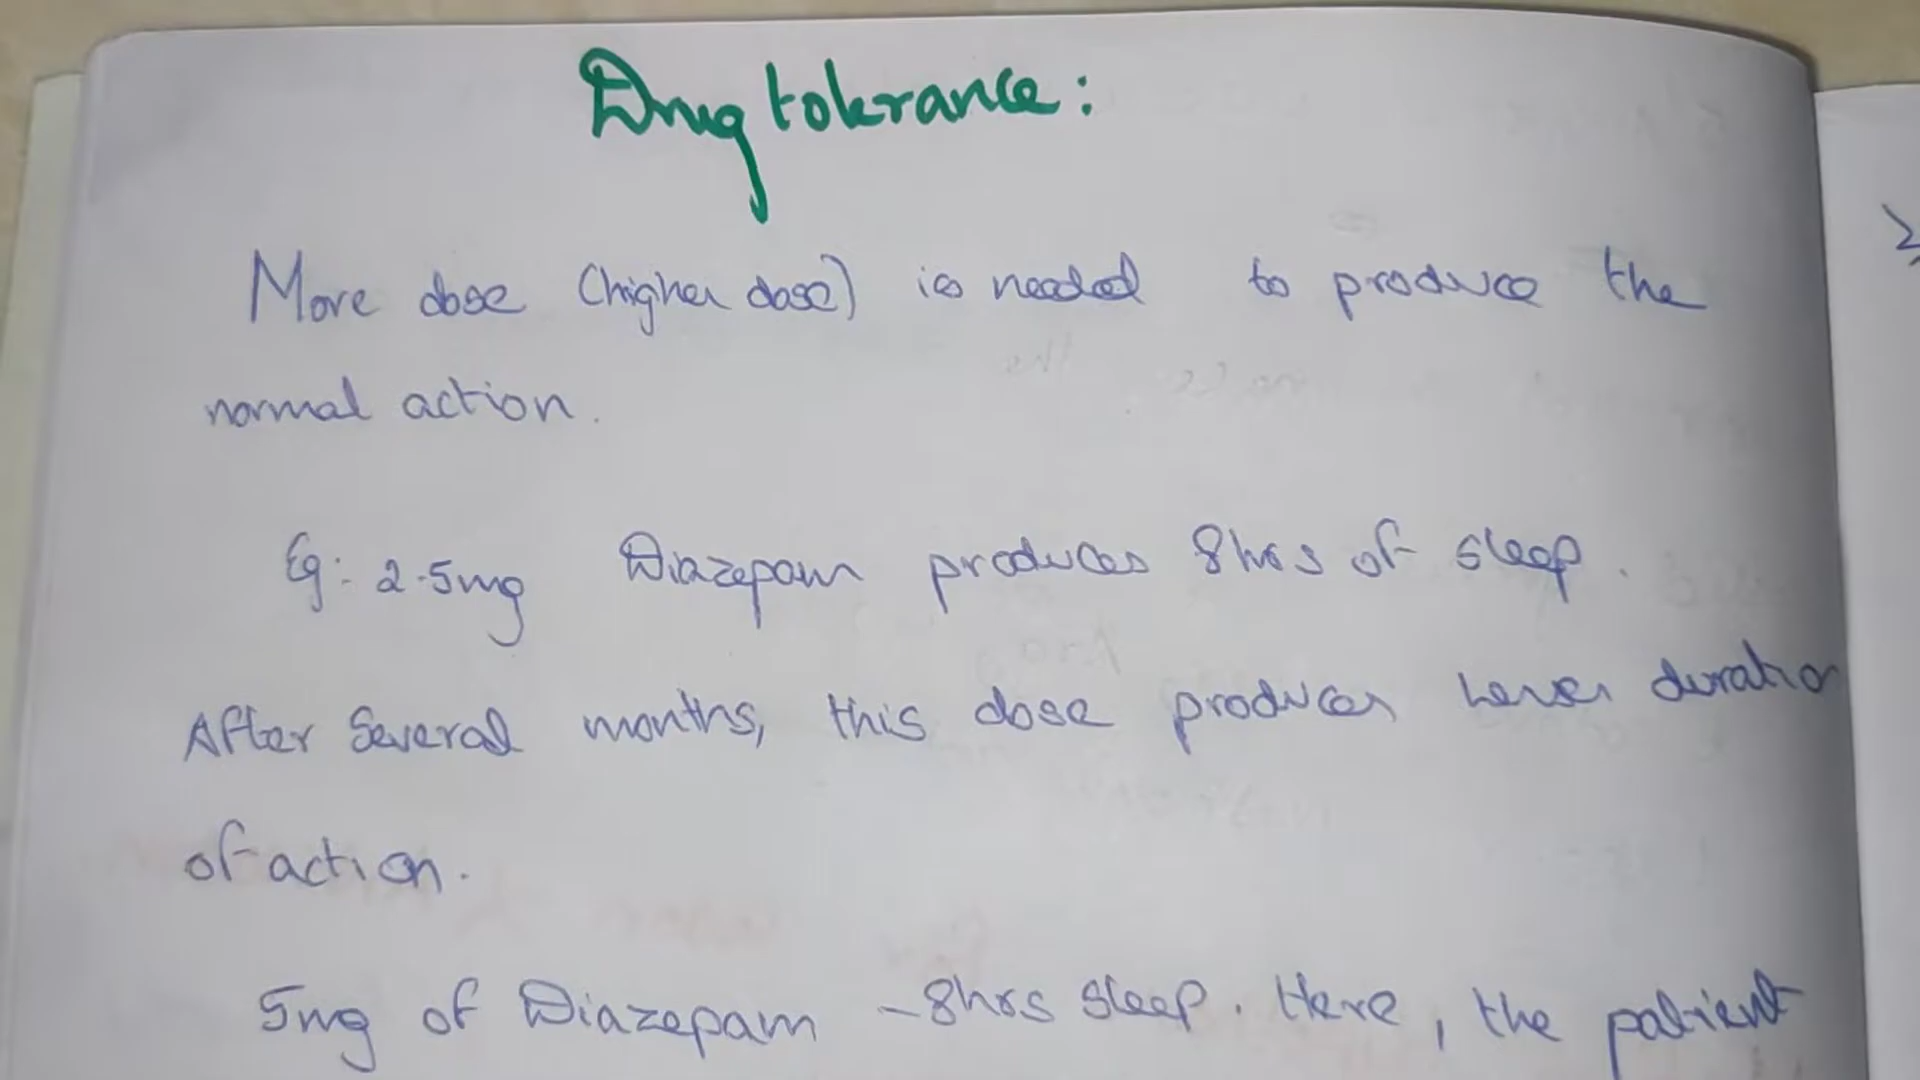 Drug tolerance:
More dose (higher dose) is needed to produce the
normal action.
Eg:- 2.5mg Diazepam produces 8hrs of sleep.
After Several months, this dose produces duration
of action.
5mg of Diazepam - 8hrs sleep. Here, the patient